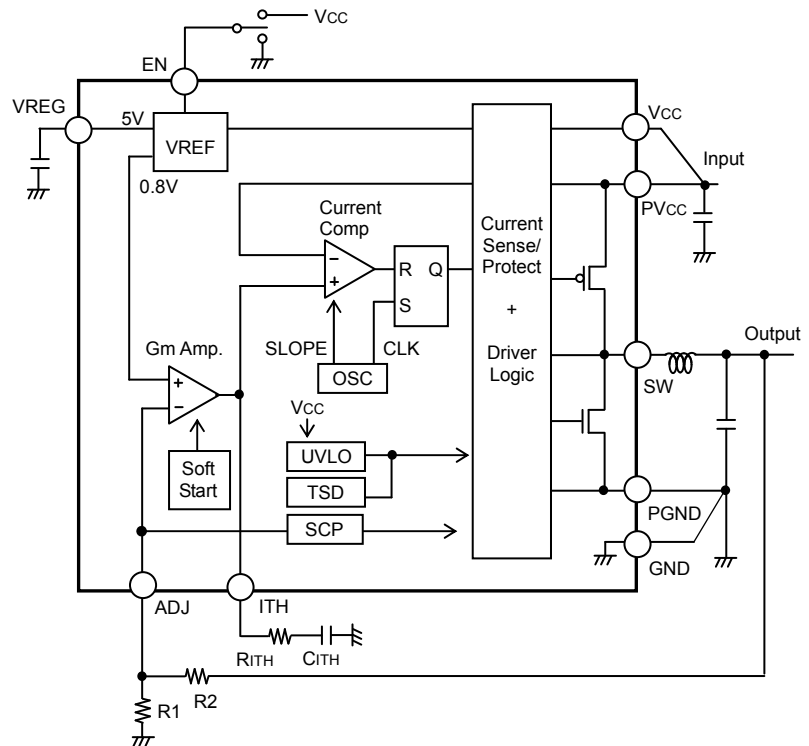 VCC
EN
VREG
5V
VREF
0.8V
VCC
Input
PVCC
Current
Comp
Current
Sense/
Protect
+
Driver
Logic
−
+
R
Q
S
SLOPE
CLK
OSC
Gm Amp.
+
−
Soft
Start
VCC
UVLO
TSD
SCP
Output
SW
PGND
GND
ADJ
ITH
RITH
CITH
R2
R1